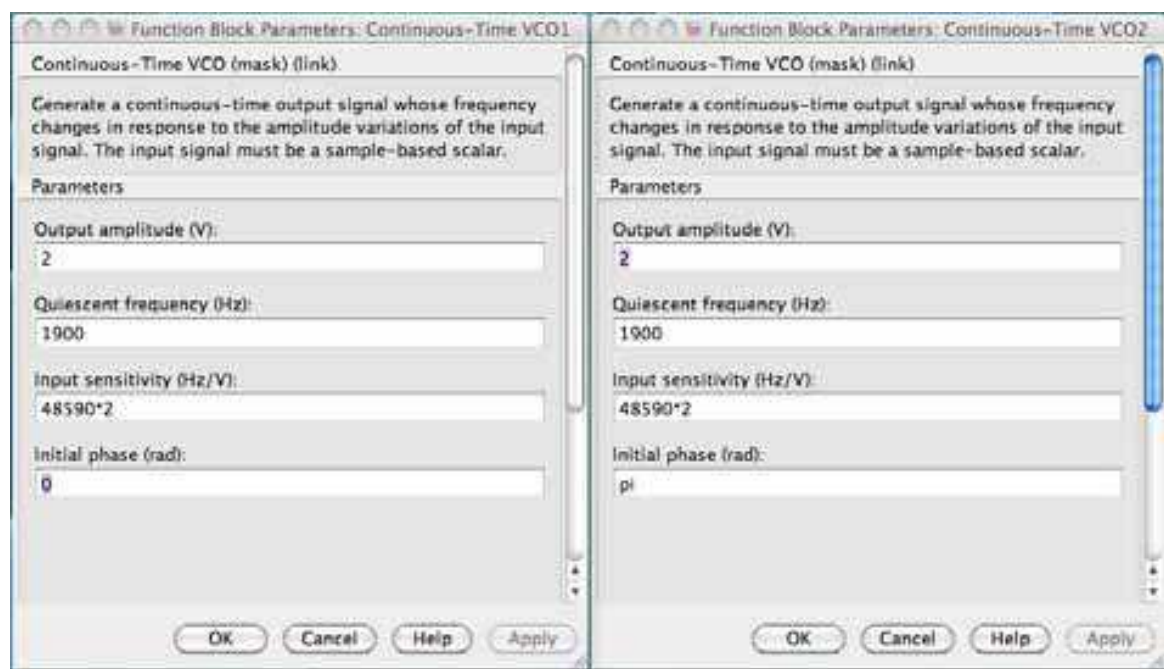 Function Block Parameters: Continuous-Time VCO1
Continuous-Time VCO (mask) (link)
Generate a continuous-time output signal whose frequency
changes in response to the amplitude variations of the input
signal. The input signal must be a sample-based scalar.
Parameters
Output amplitude (V):
2
Quiescent frequency (Hz):
1900
Input sensitivity (Hz/V):
48590*2
Initial phase (rad):
0
OK Cancel Help Apply
Function Block Parameters: Continuous-Time VCO2
Continuous-Time VCO (mask) (link)
Generate a continuous-time output signal whose frequency
changes in response to the amplitude variations of the input
signal. The input signal must be a sample-based scalar.
Parameters
Output amplitude (V):
2
Quiescent frequency (Hz):
1900
Input sensitivity (Hz/V):
48590*2
Initial phase (rad):
pi
OK Cancel Help Apply